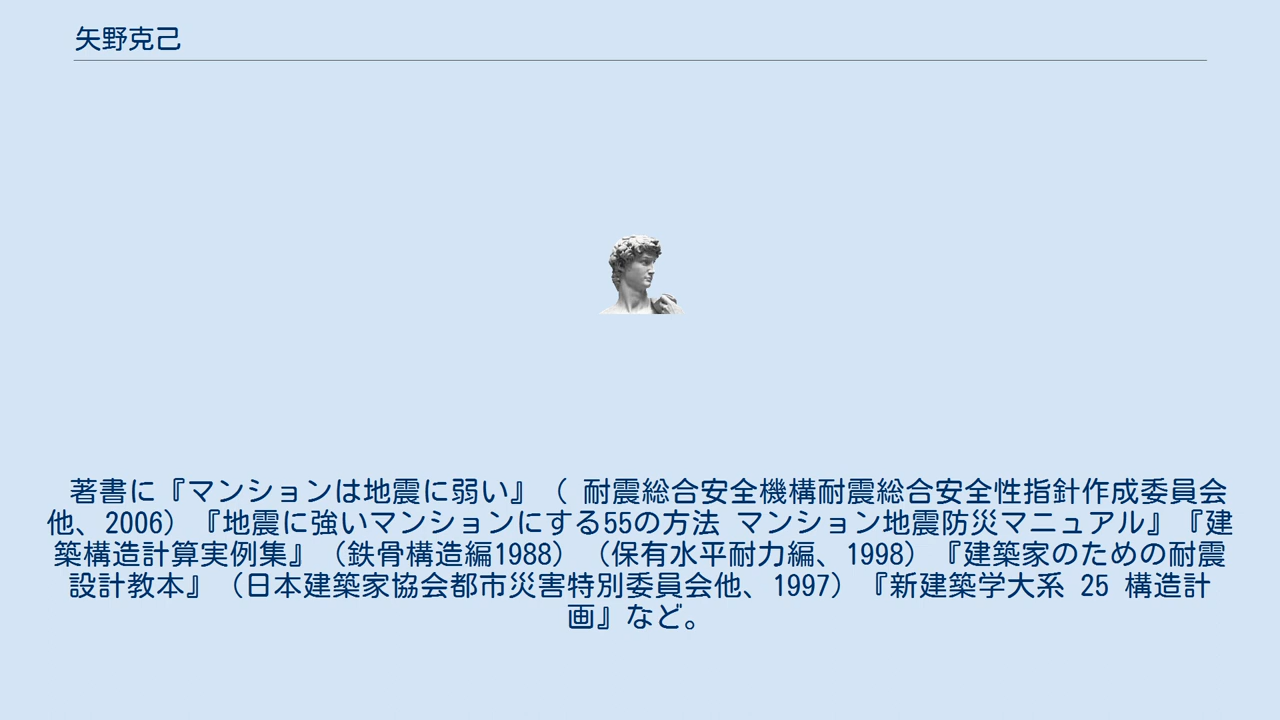 矢野克己
著書に『マンションは地震に弱い』（ 耐震総合安全機構耐震総合安全性指針作成委員会
他、2006）『地震に強いマンションにする55の方法 マンション地震防災マニュアル』『建
築構造計算実例集』（鉄骨構造編1988）（保有水平耐力編、1998）『建築家のための耐震
設計教本』（日本建築家協会都市災害特別委員会他、1997）『新建築学大系 25 構造計
画』など。